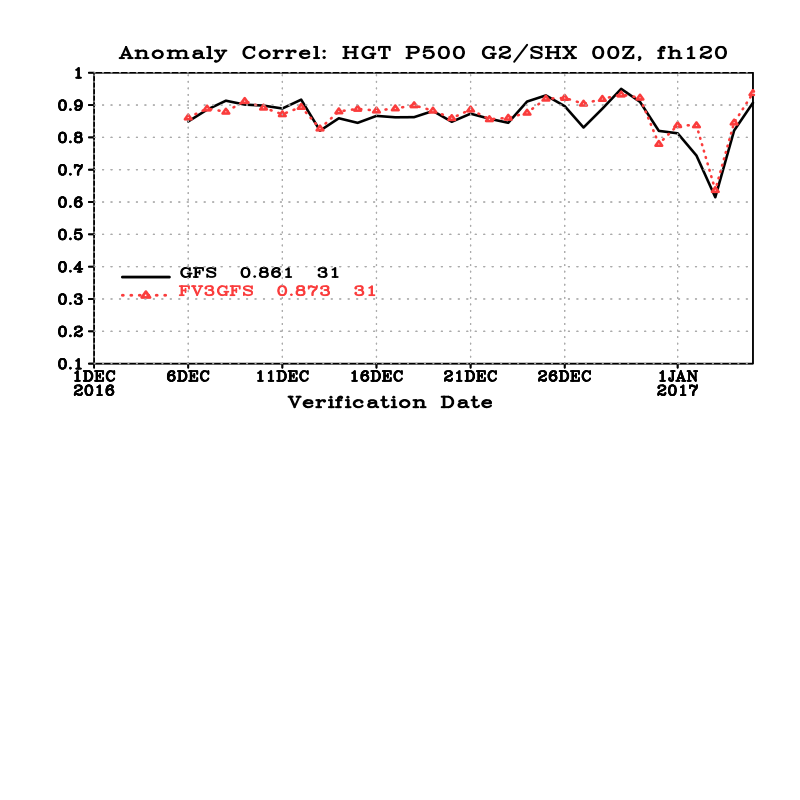 Anomaly Correl: HGT P500 G2/SHX 00Z, fh120
1
0.9
0.8
0.7
0.6
0.5
0.4
0.3
0.2
0.1
GFS 0.861 31
FV3GFS 0.873 31
1DEC 6DEC 11DEC 16DEC 21DEC 26DEC 1JAN
2016 2017
Verification Date